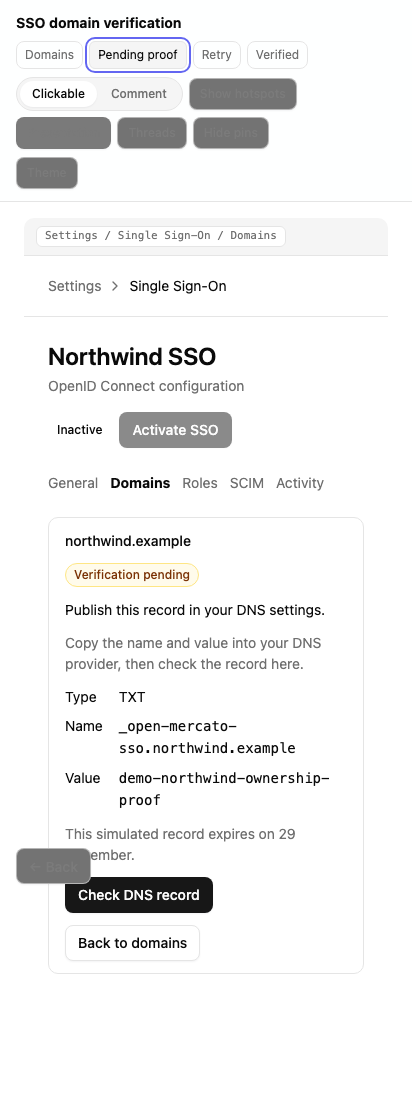 SSO domain verification
Domains
Pending proof
Retry
Verified
Clickable
Comment
Show hotspots
Threads
Hide pins
Theme
Settings / Single Sign-On / Domains
Settings > Single Sign-On
Northwind SSO
OpenID Connect configuration
Inactive
Activate SSO
General
Domains
Roles
SCIM
Activity
northwind.example
Verification pending
Publish this record in your DNS settings.
Copy the name and value into your DNS
provider, then check the record here.
Type TXT
Name _open-mercato-
sso.northwind.example
Value demo-northwind-ownership-
proof
This simulated record expires on 29
← Back
Check DNS record
Back to domains